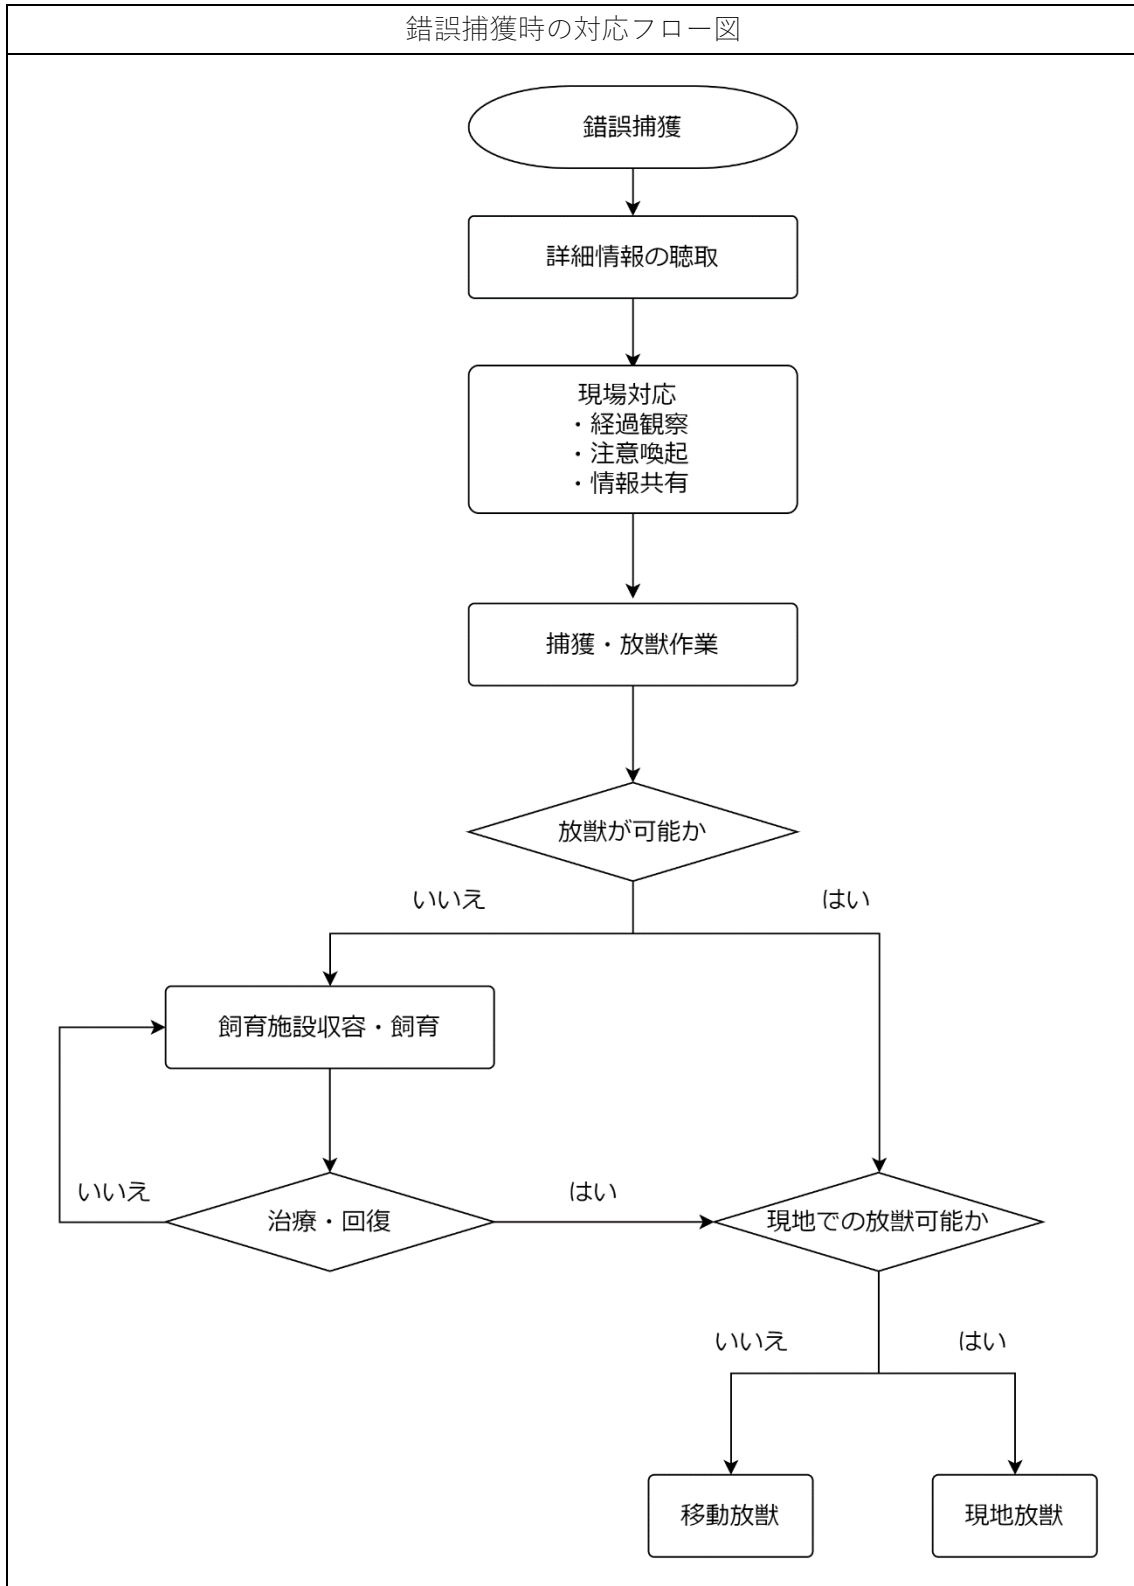 錯誤捕獲時の対応フロー図
錯誤捕獲
詳細情報の聴取
現場対応
・経過観察
・注意喚起
・情報共有
捕獲・放獣作業
放獣が可能か
いいえ
はい
飼育施設収容・飼育
いいえ
治療・回復
はい
現地での放獣可能か
いいえ
はい
移動放獣
現地放獣